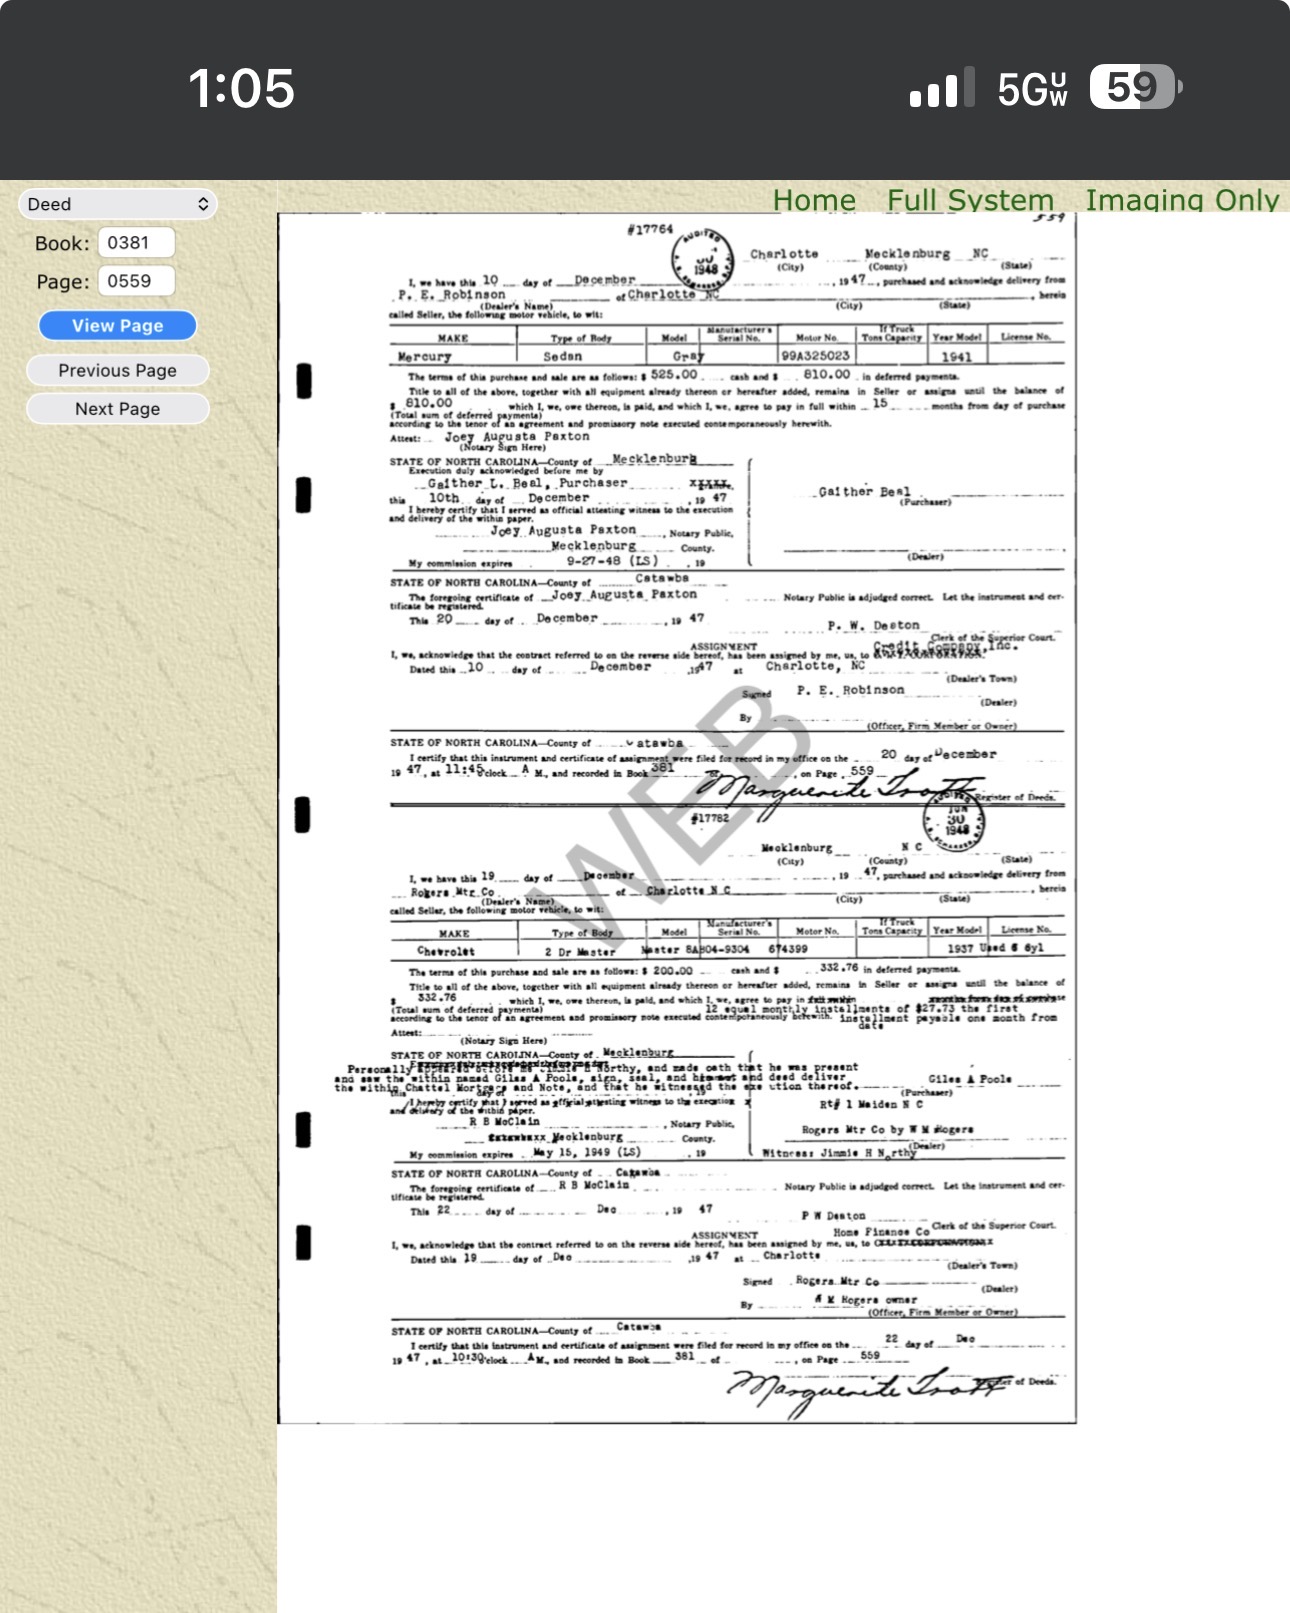 1:05
5GUW
59
Deed
Book: 0381
Page: 0559
View Page
Previous Page
Next Page
Home Full System Imaging Only
559
#17764
AUDITED
30
1948
Charlotte Mecklenburg NC
(City) (County) (State)
I, we have this 10 day of December, 1947, purchased and acknowledge delivery from
P. E. Robinson of Charlotte NC, herein
(Dealer's Name) (City) (State)
called Seller, the following motor vehicle, to wit:
MAKE Type of Body Model Manufacturer's Serial No. Motor No. If Truck Tons Capacity Year Model License No.
Mercury Sedan Gray 99A325023 1941
The terms of this purchase and sale are as follows: $ 525.00 cash and $ 810.00 in deferred payments.
Title to all of the above, together with all equipment already thereon or hereafter added, remains in Seller or assigns until the balance of
$ 810.00 which I, we, owe thereon, is paid, and which I, we, agree to pay in full within 15 months from day of purchase
(Total sum of deferred payments)
according to the tenor of an agreement and promissory note executed contemporaneously herewith.
Attest: Joey Augusta Paxton
(Notary Sign Here)
STATE OF NORTH CAROLINA—County of Mecklenburg
Execution duly acknowledged before me by
Gaither L. Beal, Purchaser
this 10th day of December, 19 47
I hereby certify that I served as official attesting witness to the execution
and delivery of the within paper.
Gaither Beal
(Purchaser)
Joey Augusta Paxton, Notary Public,
Mecklenburg County.
(Dealer)
My commission expires 9-27-48 (LS), 19
STATE OF NORTH CAROLINA—County of Catawba
The foregoing certificate of Joey Augusta Paxton Notary Public is adjudged correct. Let the instrument and cer-
tificate be registered.
This 20 day of December, 19 47
P. W. Deaton
Clerk of the Superior Court.
ASSIGNMENT
Credit Company, Inc.
I, we, acknowledge that the contract referred to on the reverse side hereof, has been assigned by me, us, to
Dated this 10 day of December, 1947 at Charlotte, NC
(Dealer's Town)
Signed P. E. Robinson
(Dealer)
By
(Officer, Firm Member or Owner)
STATE OF NORTH CAROLINA—County of Catawba
I certify that this instrument and certificate of assignment were filed for record in my office on the 20 day of December
19 47, at 11:45 o'clock A M., and recorded in Book 381 of, on Page 559
Marguerite Trott
Register of Deeds.
WEB
#17782
AUDITED
JUN
30
1948
Mecklenburg N C
(City) (County) (State)
I, we have this 19 day of December, 19 47, purchased and acknowledge delivery from
Rogers Mtr Co of Charlotte N C, herein
(Dealer's Name) (City) (State)
called Seller, the following motor vehicle, to wit:
MAKE Type of Body Model Manufacturer's Serial No. Motor No. If Truck Tons Capacity Year Model License No.
Chevrolet 2 Dr Master Master 8AB04-9304 674399 1937 Used 6 6yl
The terms of this purchase and sale are as follows: $ 200.00 cash and $ 332.76 in deferred payments.
Title to all of the above, together with all equipment already thereon or hereafter added, remains in Seller or assigns until the balance of
$ 332.76 which I, we, owe thereon, is paid, and which I, we, agree to pay in
(Total sum of deferred payments) 12 equal monthly installments of $27.73 the first
according to the tenor of an agreement and promissory note executed contemporaneously herewith. installment payable one month from
date
Attest:
(Notary Sign Here)
STATE OF NORTH CAROLINA—County of Mecklenburg
Personally appeared before me Jimmie H Northy, and made oath that he was present
and saw the within named Giles A Poole, sign, seal, and and deed deliver
the within Chattel Mortgage and Note, and that he witnessed the ution thereof.
Giles A Poole
(Purchaser)
I hereby certify that I served as official attesting witness to the execution
and delivery of the within paper.
Rt# 1 Maiden N C
R B McClain, Notary Public,
Mecklenburg County.
Rogers Mtr Co by W M Rogers
(Dealer)
My commission expires May 15, 1949 (LS), 19
Witness: Jimmie H Northy
STATE OF NORTH CAROLINA—County of Catawba
The foregoing certificate of R B McClain Notary Public is adjudged correct. Let the instrument and cer-
tificate be registered.
This 22 day of Dec, 19 47
P W Deaton
Clerk of the Superior Court.
ASSIGNMENT
Home Finance Co
I, we, acknowledge that the contract referred to on the reverse side hereof, has been assigned by me, us, to
Dated this 19 day of Dec, 19 47 at Charlotte
(Dealer's Town)
Signed Rogers Mtr Co
(Dealer)
By M Rogers owner
(Officer, Firm Member or Owner)
STATE OF NORTH CAROLINA—County of Catawba
I certify that this instrument and certificate of assignment were filed for record in my office on the 22 day of Dec
19 47, at 10:30 o'clock A M., and recorded in Book 381 of, on Page 559
Marguerite Trott
Register of Deeds.